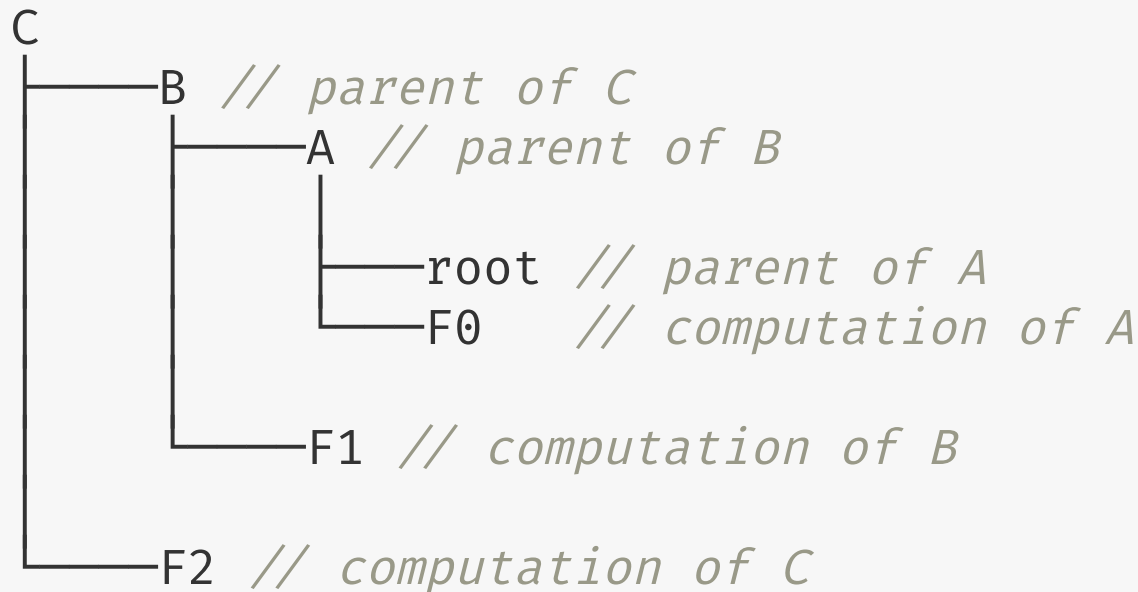 C
B // parent of C
A // parent of B
root // parent of A
F0 // computation of A
F1 // computation of B
F2 // computation of C